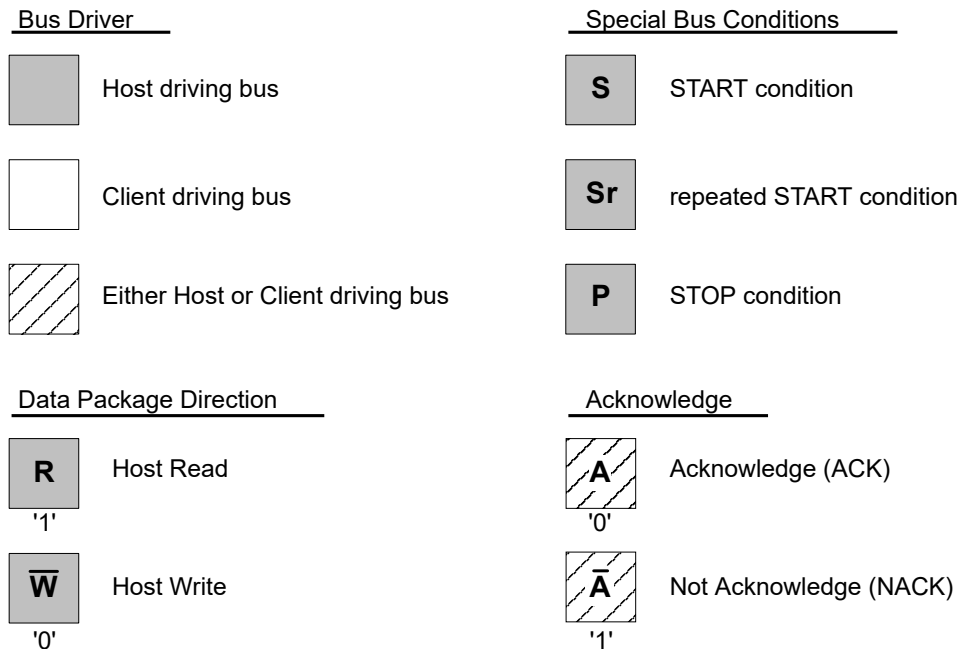 Bus Driver
Host driving bus
Client driving bus
Either Host or Client driving bus
Special Bus Conditions
S START condition
Sr repeated START condition
P STOP condition
Data Package Direction
R Host Read
'1'
W̅ Host Write
'0'
Acknowledge
A Acknowledge (ACK)
'0'
A̅ Not Acknowledge (NACK)
'1'